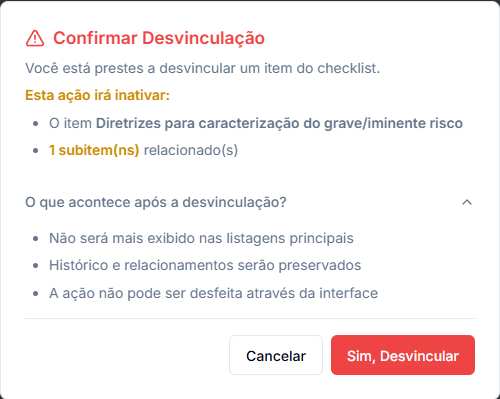 Confirmar Desvinculação
Você está prestes a desvincular um item do checklist.
Esta ação irá inativar:
• O item Diretrizes para caracterização do grave/iminente risco
• 1 subitem(ns) relacionado(s)
O que acontece após a desvinculação?
• Não será mais exibido nas listagens principais
• Histórico e relacionamentos serão preservados
• A ação não pode ser desfeita através da interface
Cancelar
Sim, Desvincular